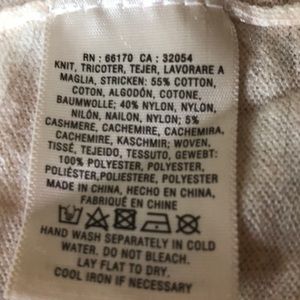 RN : 66170 CA : 32054
KNIT, TRICOTER, TEJER, LAVORARE A
MAGLIA, STRICKEN: 55% COTTON,
COTON, ALGODÓN, COTONE,
BAUMWOLLE; 40% NYLON, NYLON,
NILÓN, NAILON, NYLON; 5%
CASHMERE, CACHEMIRE, CACHEMIRA,
CACHEMIRE, KASCHMIR; WOVEN,
TISSÉ, TEJEIDO, TESSUTO, GEWEBT:
100% POLYESTER, POLYESTER,
POLIÉSTER,POLIESTERE, POLYESTER
MADE IN CHINA, HECHO EN CHINA,
FABRIQUÉ EN CHINE
HAND WASH SEPARATELY IN COLD
WATER. DO NOT BLEACH.
LAY FLAT TO DRY.
COOL IRON IF NECESSARY